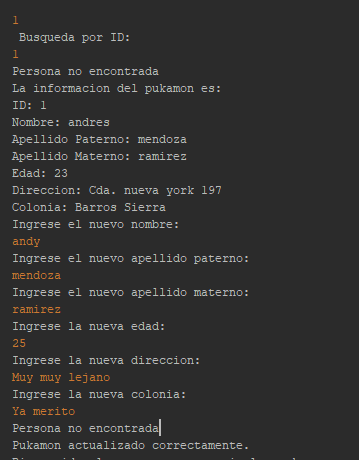 1
Busqueda por ID:
1
Persona no encontrada
La informacion del pukamon es:
ID: 1
Nombre: andres
Apellido Paterno: mendoza
Apellido Materno: ramirez
Edad: 23
Direccion: Cda. nueva york 197
Colonia: Barros Sierra
Ingrese el nuevo nombre:
andy
Ingrese el nuevo apellido paterno:
mendoza
Ingrese el nuevo apellido materno:
ramirez
Ingrese la nueva edad:
25
Ingrese la nueva direccion:
Muy muy lejano
Ingrese la nueva colonia:
Ya merito
Persona no encontrada
Pukamon actualizado correctamente.